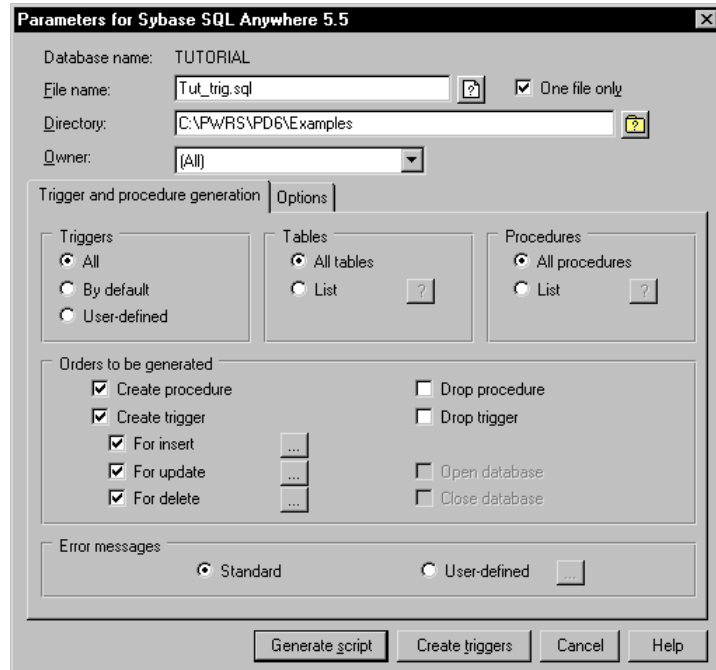 Parameters for Sybase SQL Anywhere 5.5
Database name: TUTORIAL
File name: Tut_trig.sql ? One file only
Directory: C:\PWRS\PD6\Examples ?
Owner: (All)
Trigger and procedure generation Options
Triggers Tables Procedures
All All tables All procedures
By default List ? List ?
User-defined
Orders to be generated
Create procedure Drop procedure
Create trigger Drop trigger
For insert ...
For update ... Open database
For delete ... Close database
Error messages
Standard User-defined ...
Generate script Create triggers Cancel Help